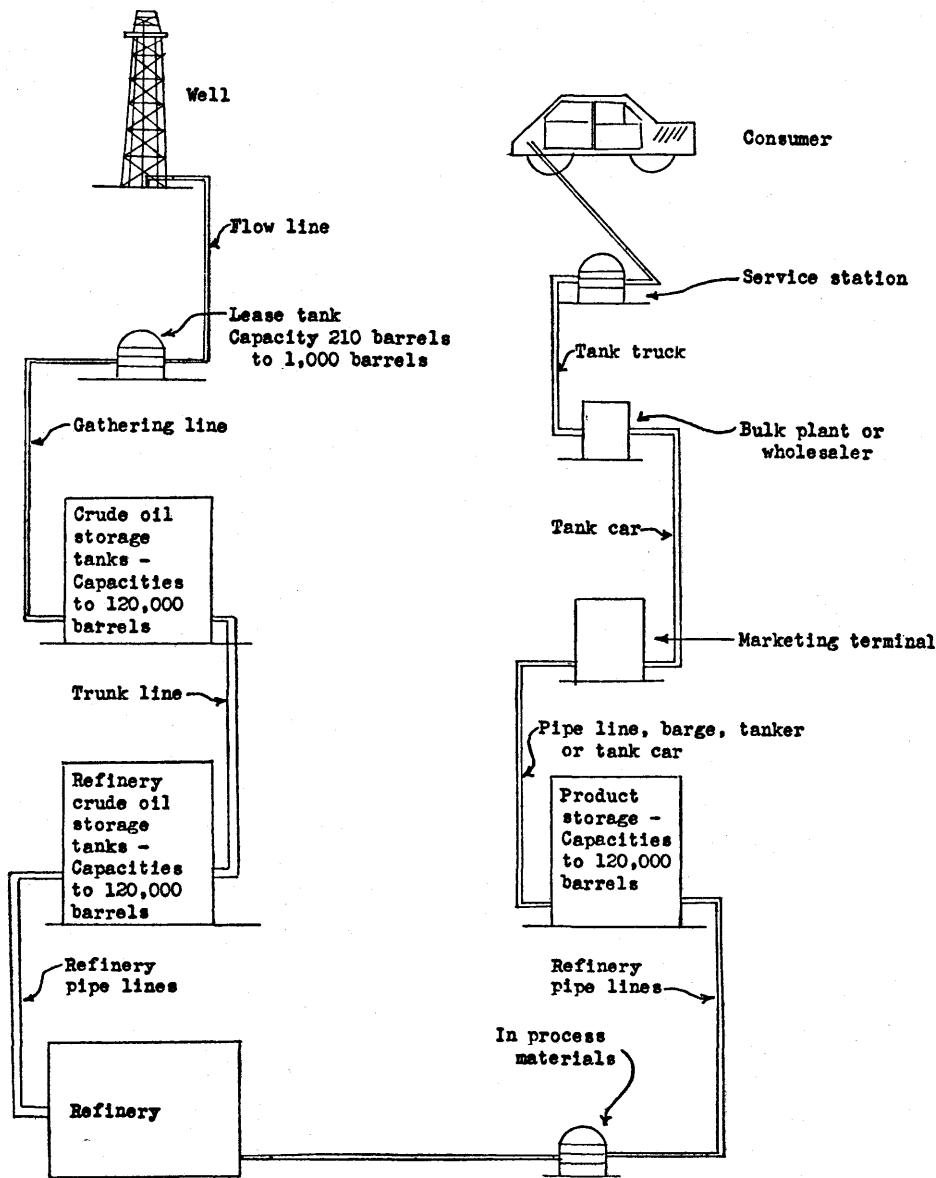 Well
Flow line
Lease tank
Capacity 210 barrels
to 1,000 barrels
Gathering line
Crude oil
storage
tanks -
Capacities
to 120,000
barrels
Trunk line
Refinery
crude oil
storage
tanks -
Capacities
to 120,000
barrels
Refinery
pipe lines
Refinery
In process
materials
Refinery
pipe lines
Product
storage -
Capacities
to 120,000
barrels
Pipe line, barge, tanker
or tank car
Marketing terminal
Tank car
Bulk plant or
wholesaler
Tank truck
Service station
Consumer